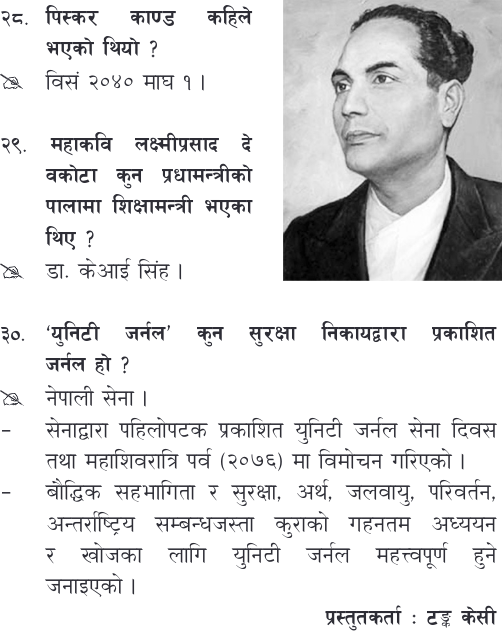 २८. पिस्कर काण्ड कहिले
भएको थियो ?
विसं २०४० माघ १ ।
२९. महाकवि लक्ष्मीप्रसाद दे
वकोटा कुन प्रधामन्त्रीको
पालामा शिक्षामन्त्री भएका
थिए ?
डा. केआई सिंह ।
३०. ‘युनिटी जर्नल’ कुन सुरक्षा निकायद्वारा प्रकाशित
जर्नल हो ?
नेपाली सेना ।
– सेनाद्वारा पहिलोपटक प्रकाशित युनिटी जर्नल सेना दिवस
तथा महाशिवरात्रि पर्व (२०७६) मा विमोचन गरिएको ।
– बौद्धिक सहभागिता र सुरक्षा, अर्थ, जलवायु, परिवर्तन,
अन्तर्राष्ट्रिय सम्बन्धजस्ता कुराको गहनतम अध्ययन
र खोजका लागि युनिटी जर्नल महत्त्वपूर्ण हुने
जनाइएको ।
प्रस्तुतकर्ता : टङ्क केसी